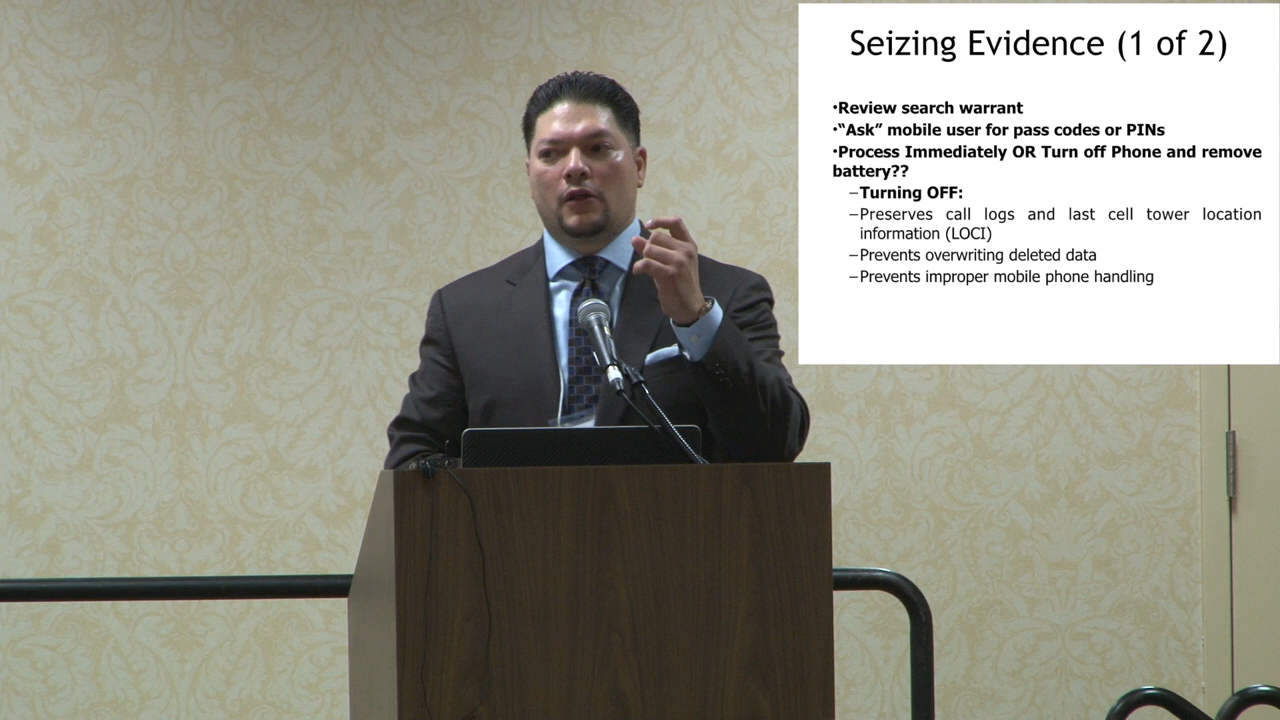 Seizing Evidence (1 of 2)
•Review search warrant
•“Ask” mobile user for pass codes or PINs
•Process Immediately OR Turn off Phone and remove
battery??
–Turning OFF:
–Preserves call logs and last cell tower location
information (LOCI)
–Prevents overwriting deleted data
–Prevents improper mobile phone handling